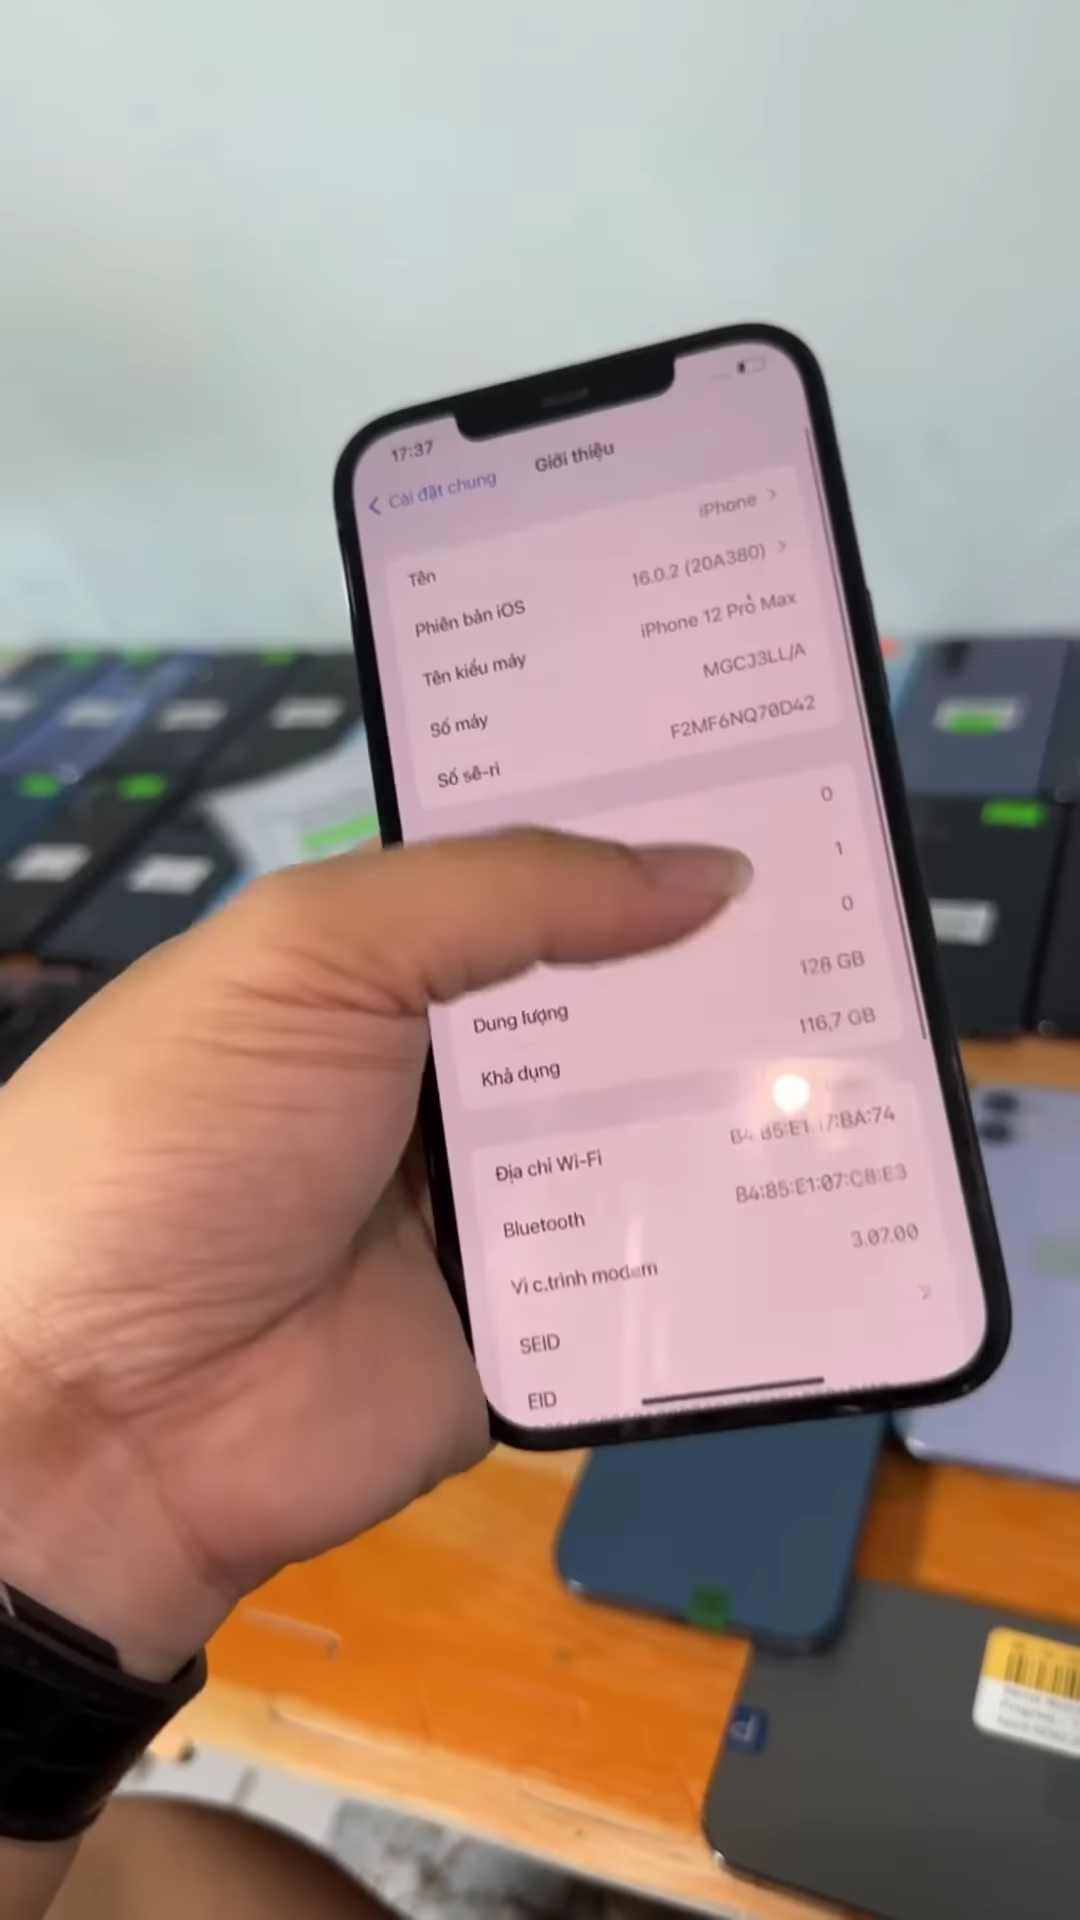 17:37
Cài đặt chung
Giới thiệu
Tên
iPhone
Phiên bản iOS
16.0.2 (20A380)
Tên kiểu máy
iPhone 12 Pro Max
Số máy
MGCJ3LL/A
Số sê-ri
F2MF6NQ70D42
0
1
0
Dung lượng
128 GB
Khả dụng
116,7 GB
Địa chỉ Wi-Fi
Bluetooth
B4:85:E1:07:C8:E3
Vi c.trình modem
3.07.00
SEID
EID